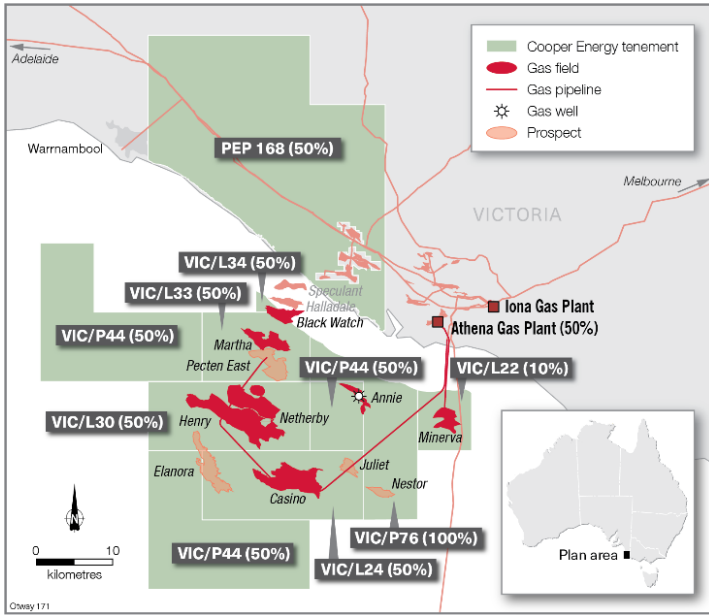 Adelaide
Warrnambool
PEP 168 (50%)
Cooper Energy tenement
Gas field
Gas pipeline
Gas well
Prospect
Melbourne
VICTORIA
VIC/L34 (50%)
VIC/L33 (50%)
Speculant
Halladale
Black Watch
Iona Gas Plant
Athena Gas Plant (50%)
VIC/P44 (50%)
Martha
Pecten East
VIC/P44 (50%)
VIC/L22 (10%)
Annie
VIC/L30 (50%)
Henry
Netherby
Minerva
Elanora
Casino
Juliet
Nestor
VIC/P76 (100%)
VIC/P44 (50%)
VIC/L24 (50%)
N
0 10
kilometres
Plan area
Otway 171